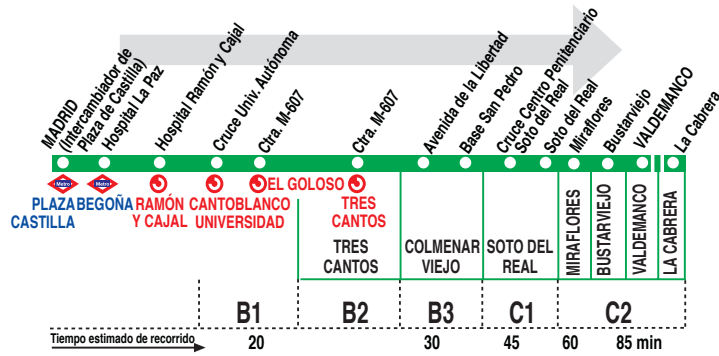 MADRID
(Intercambiador de
Plaza de Castilla)
Hospital La Paz
Hospital Ramón y Cajal
Cruce Univ. Autónoma
Ctra. M-607
Ctra. M-607
Avenida de la Libertad
Base San Pedro
Cruce Centro Penitenciario
Soto del Real
Soto del Real
Miraflores
Bustarviejo
VALDEMANCO
La Cabrera
Metro
Metro
PLAZA
CASTILLA
BEGOÑA
RAMÓN
Y CAJAL
CANTOBLANCO
UNIVERSIDAD
EL GOLOSO
TRES
CANTOS
TRES
CANTOS
COLMENAR
VIEJO
SOTO DEL
REAL
MIRAFLORES
BUSTARVIEJO
VALDEMANCO
LA CABRERA
B1 B2 B3 C1 C2
Tiempo estimado de recorrido 20 30 45 60 85 min